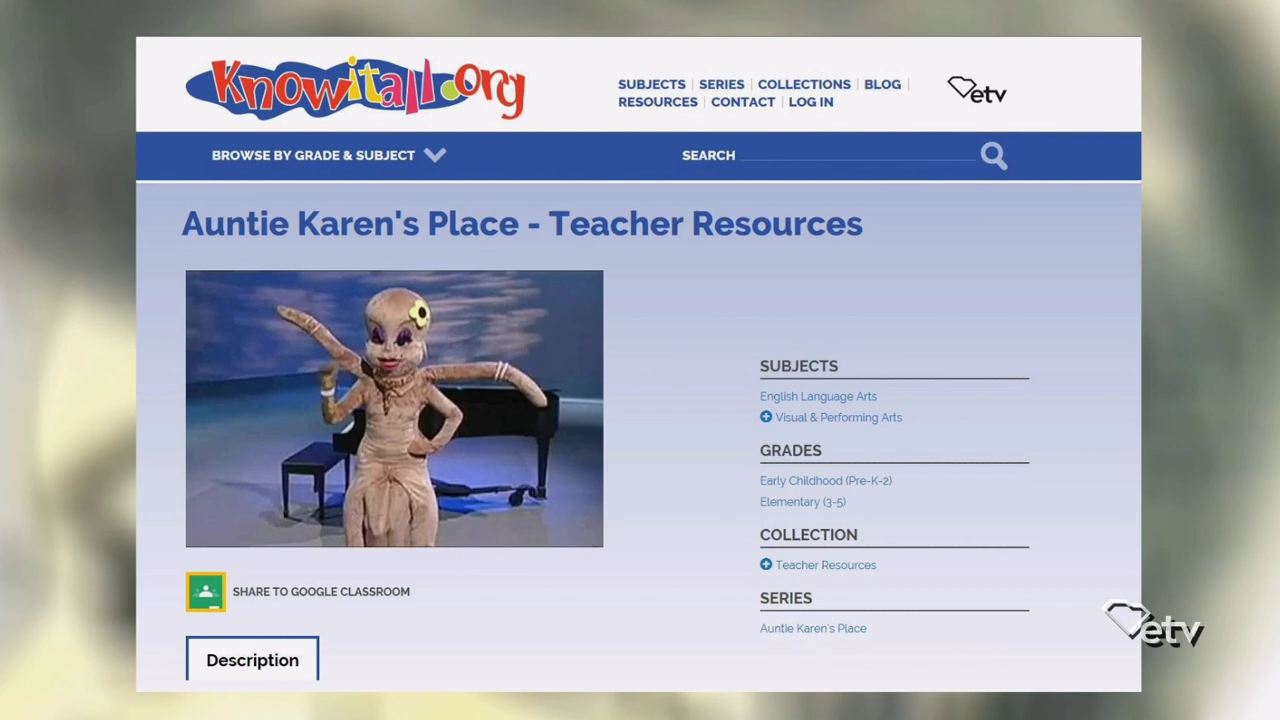 Knowitall.org
SUBJECTS | SERIES | COLLECTIONS | BLOG |
RESOURCES | CONTACT | LOG IN
etv
BROWSE BY GRADE & SUBJECT
SEARCH
Auntie Karen's Place - Teacher Resources
SUBJECTS
English Language Arts
Visual & Performing Arts
GRADES
Early Childhood (Pre-K-2)
Elementary (3-5)
COLLECTION
Teacher Resources
SERIES
Auntie Karen's Place
SHARE TO GOOGLE CLASSROOM
Description
etv